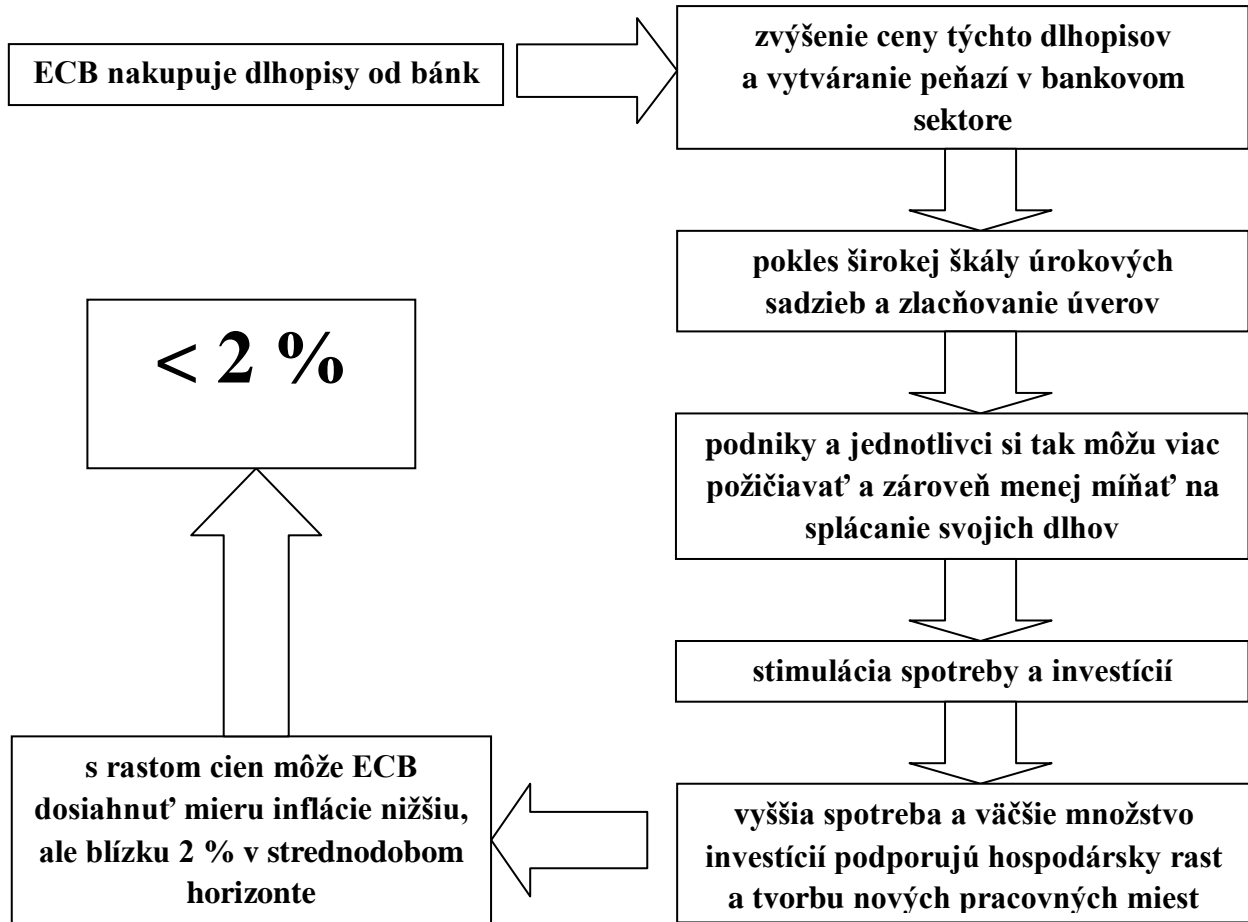 ECB nakupuje dlhopisy od bánk
zvýšenie ceny týchto dlhopisov
a vytváranie peňazí v bankovom
sektore
pokles širokej škály úrokových
sadzieb a zlacňovanie úverov
podniky a jednotlivci si tak môžu viac
požičiavať a zároveň menej míňať na
splácanie svojich dlhov
stimulácia spotreby a investícií
vyššia spotreba a väčšie množstvo
investícií podporujú hospodársky rast
a tvorbu nových pracovných miest
s rastom cien môže ECB
dosiahnuť mieru inflácie nižšiu,
ale blízku 2 % v strednodobom
horizonte
< 2 %